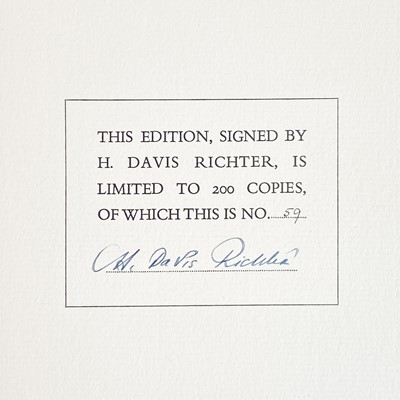 THIS EDITION, SIGNED BY
H. DAVIS RICHTER, IS
LIMITED TO 200 COPIES,
OF WHICH THIS IS NO. 59
H. Davis Richter